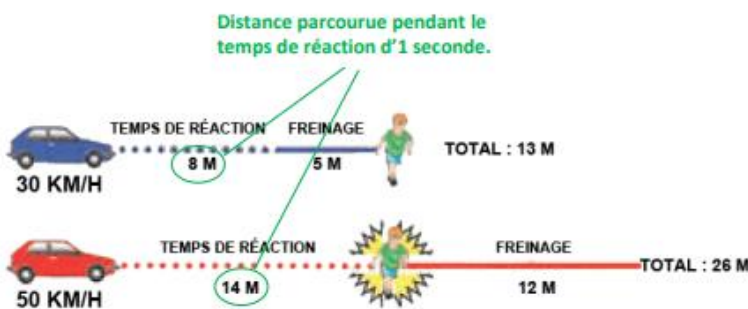 Distance parcourue pendant le
temps de réaction d'1 seconde.
TEMPS DE RÉACTION FREINAGE
TOTAL : 13 M
8 M 5 M
30 KM/H
TEMPS DE RÉACTION FREINAGE
TOTAL : 26 M
14 M 12 M
50 KM/H